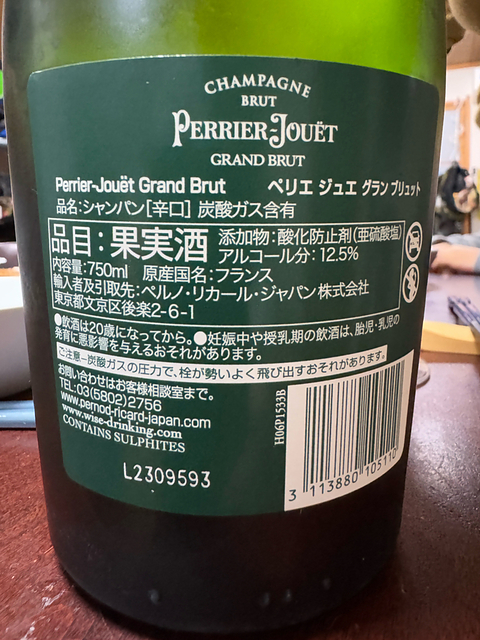 CHAMPAGNE
BRUT
PERRIER-JOUËT
GRAND BRUT
Perrier-Jouët Grand Brut ペリエ ジュエ グラン ブリュット
品名:シャンパン[辛口] 炭酸ガス含有
品目:果実酒 添加物:酸化防止剤(亜硫酸塩)
アルコール分:12.5%
内容量:750ml 原産国名:フランス
輸入者及引取先:ペルノ・リカール・ジャパン株式会社
東京都文京区後楽2-6-1
●飲酒は20歳になってから。●妊娠中や授乳期の飲酒は、胎児・乳児の
発育に悪影響を与えるおそれがあります。
ご注意−炭酸ガスの圧力で、栓が勢いよく飛び出すおそれがあります。
お問い合わせはお客様相談室まで。
TEL:03(5802)2756
www.pernod-ricard-japan.com
www.wise-drinking.com
CONTAINS SULPHITES
L2309593
H06P1533B
3 113880 105110